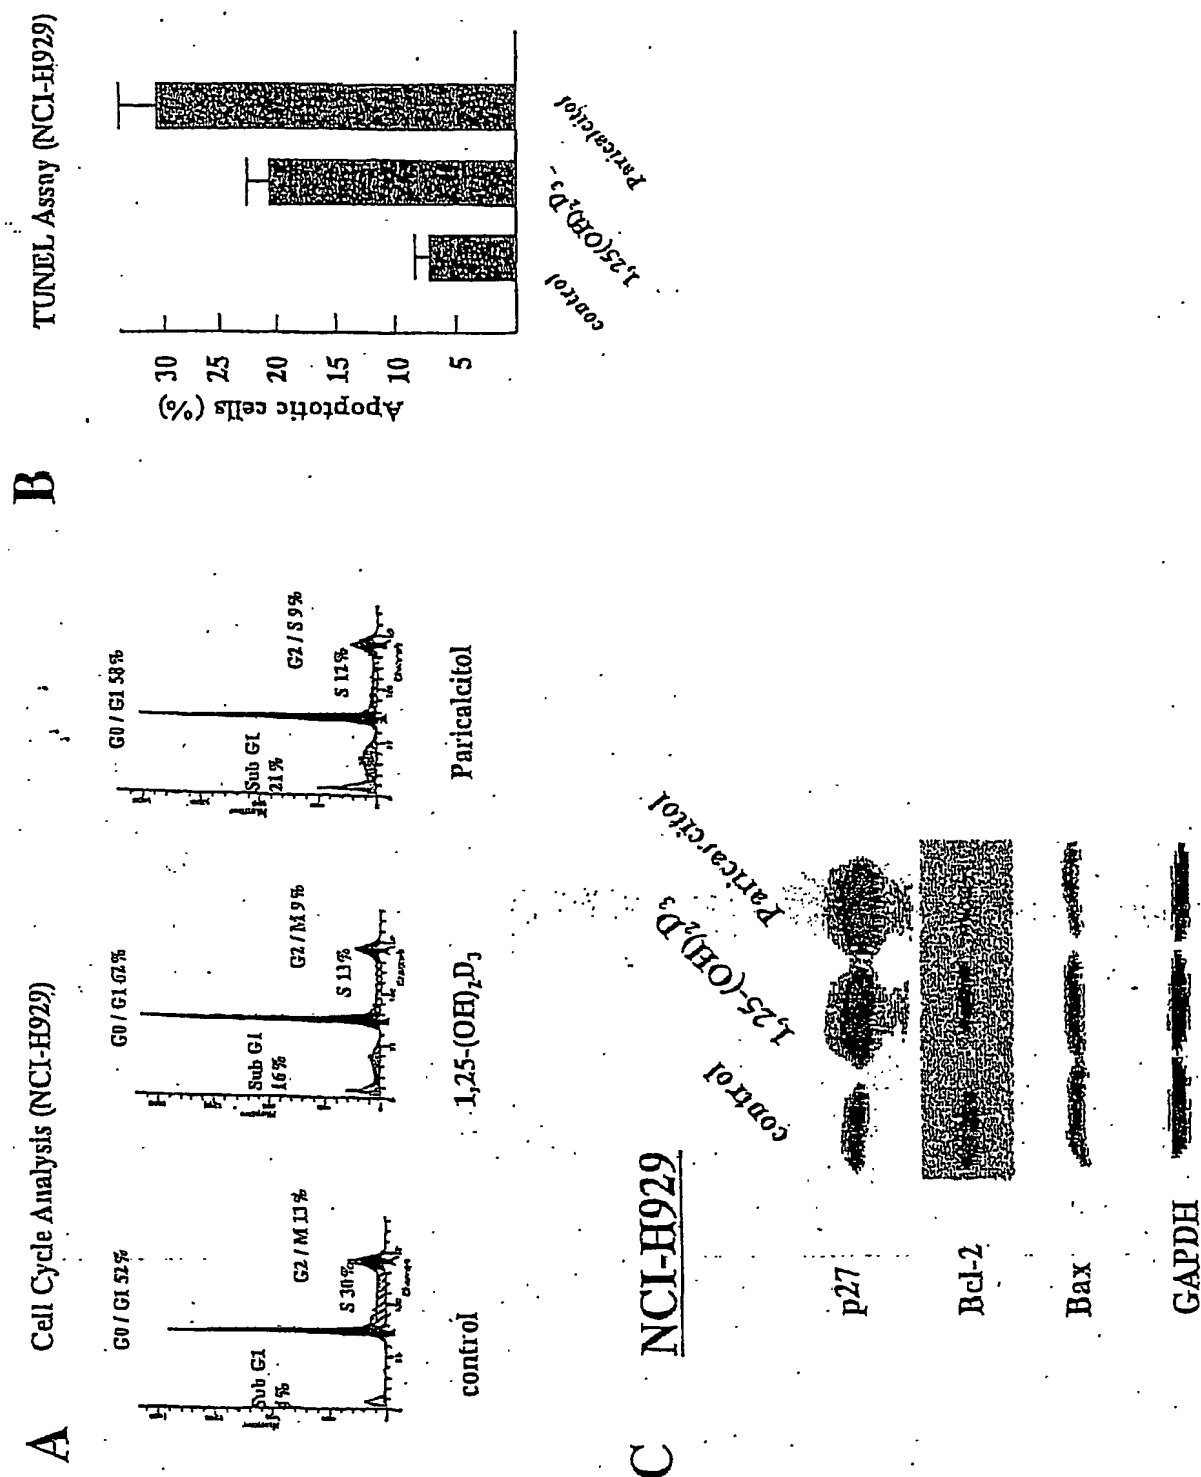 A
Cell Cycle Analysis (NCI-H929)
G0 / G1 52%
Sub G1
S 30%
G2 / M 13%
control
G0 / G1 62%
Sub G1
16%
S 13%
G2 / M 9%
1,25-(OH)2D3
G0 / G1 58%
Sub G1
21%
S 12%
G2 / S 9%
Paricalcitol
B
TUNEL Assay (NCI-H929)
Apoptotic cells (%)
30
25
20
15
10
5
control
1,25(OH)2D3-
Paricalcitol
C
NCI-H929
control
1,25-(OH)2D3
Paricarcitol
p27
Bcl-2
Bax
GAPDH